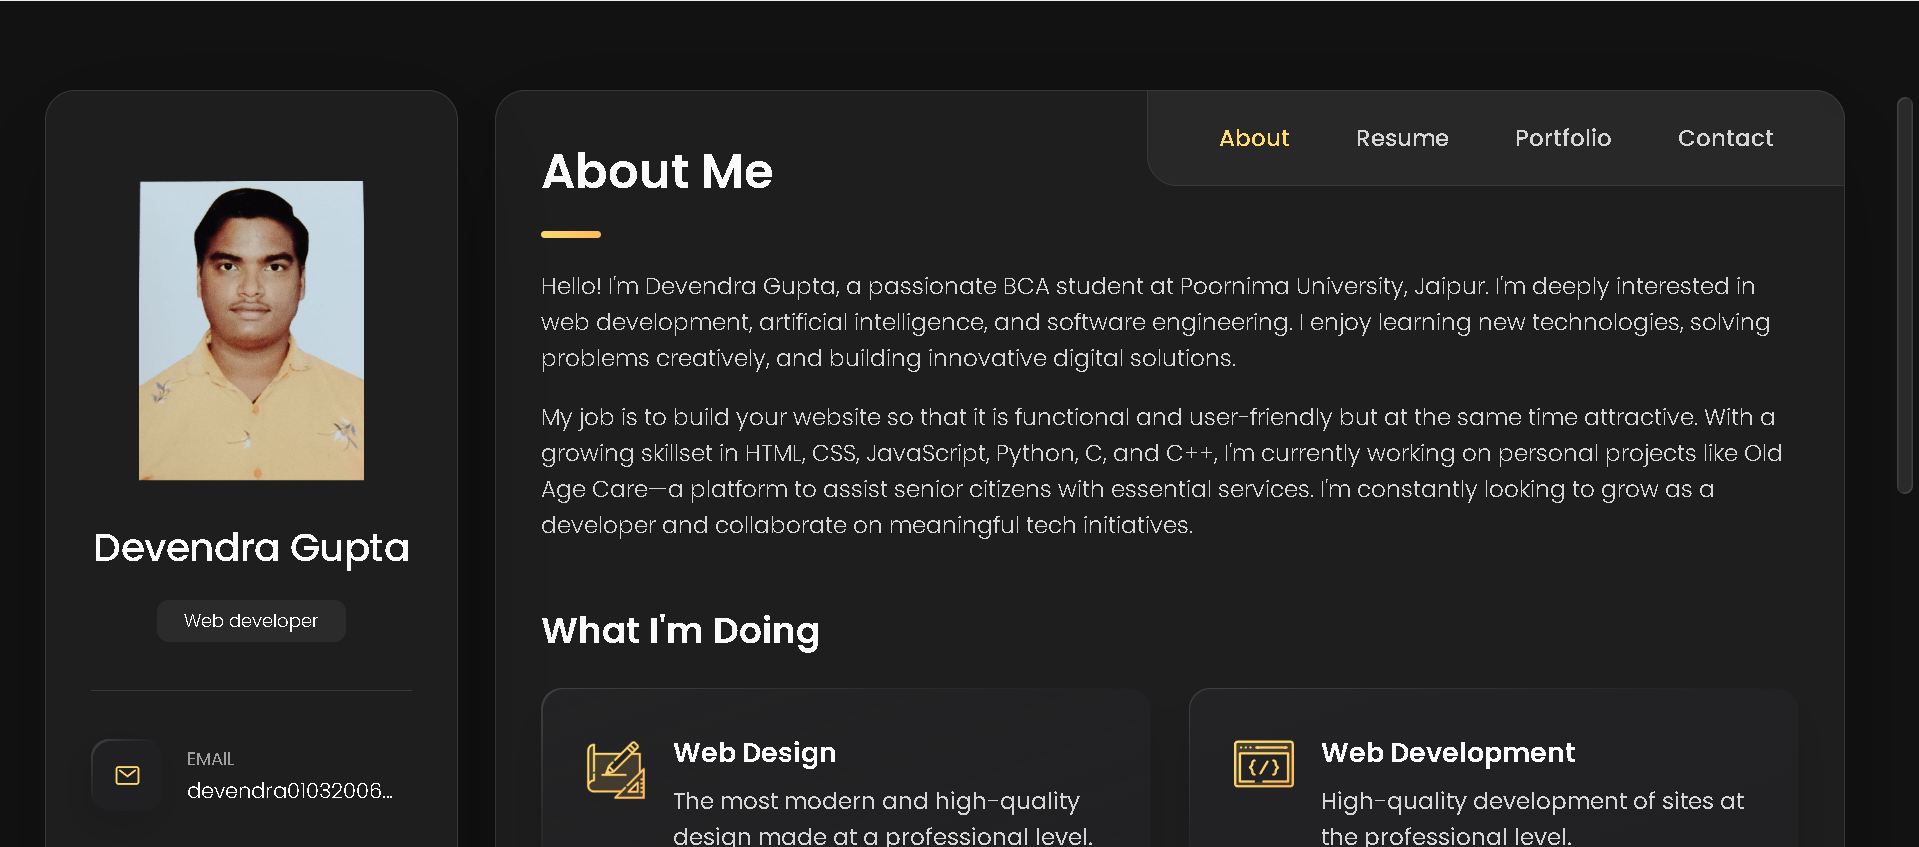 About
Resume
Portfolio
Contact
About Me
Hello! I'm Devendra Gupta, a passionate BCA student at Poornima University, Jaipur. I'm deeply interested in
web development, artificial intelligence, and software engineering. I enjoy learning new technologies, solving
problems creatively, and building innovative digital solutions.
My job is to build your website so that it is functional and user-friendly but at the same time attractive. With a
growing skillset in HTML, CSS, JavaScript, Python, C, and C++, I'm currently working on personal projects like Old
Age Care—a platform to assist senior citizens with essential services. I'm constantly looking to grow as a
developer and collaborate on meaningful tech initiatives.
Devendra Gupta
Web developer
EMAIL
devendra01032006...
What I'm Doing
Web Design
The most modern and high-quality
design made at a professional level.
Web Development
High-quality development of sites at
the professional level.